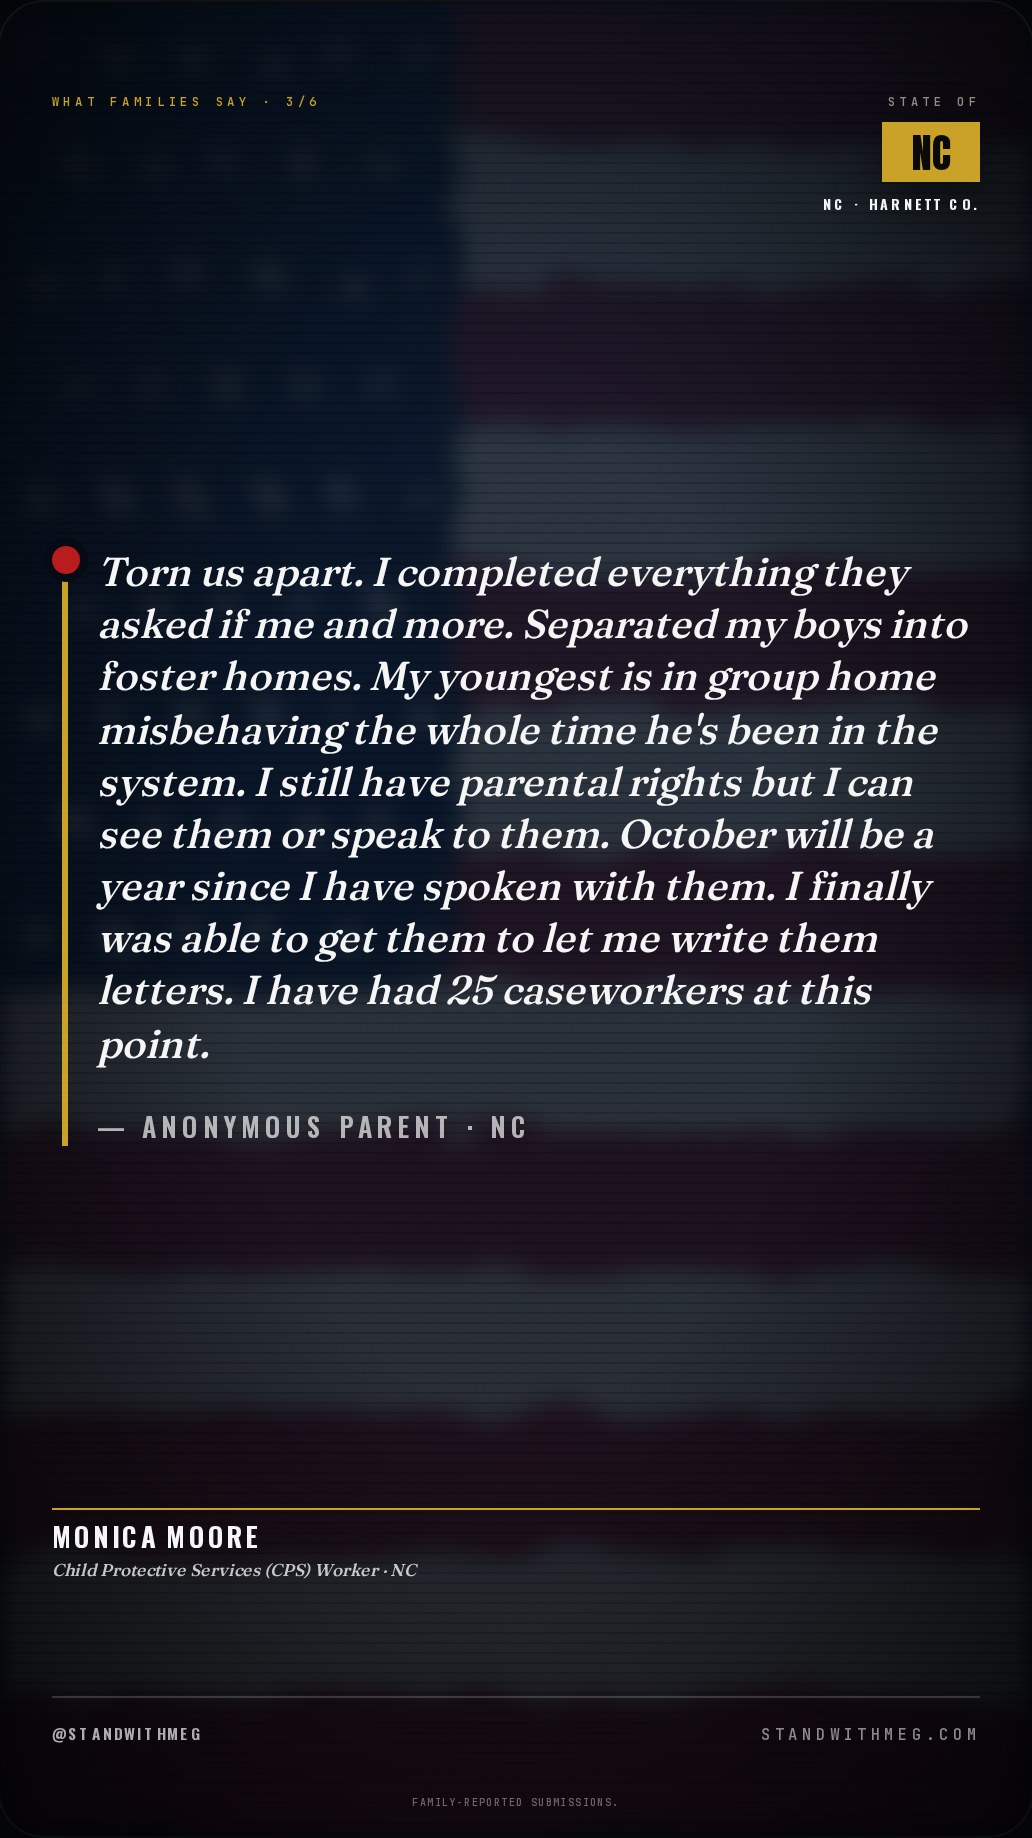 WHAT FAMILIES SAY · 3/6
STATE OF
NC
NC · HARNETT CO.
Torn us apart. I completed everything they
asked if me and more. Separated my boys into
foster homes. My youngest is in group home
misbehaving the whole time he's been in the
system. I still have parental rights but I can
see them or speak to them. October will be a
year since I have spoken with them. I finally
was able to get them to let me write them
letters. I have had 25 caseworkers at this
point.
— ANONYMOUS PARENT · NC
MONICA MOORE
Child Protective Services (CPS) Worker · NC
@STANDWITHMEG
STANDWITHMEG.COM
FAMILY-REPORTED SUBMISSIONS.